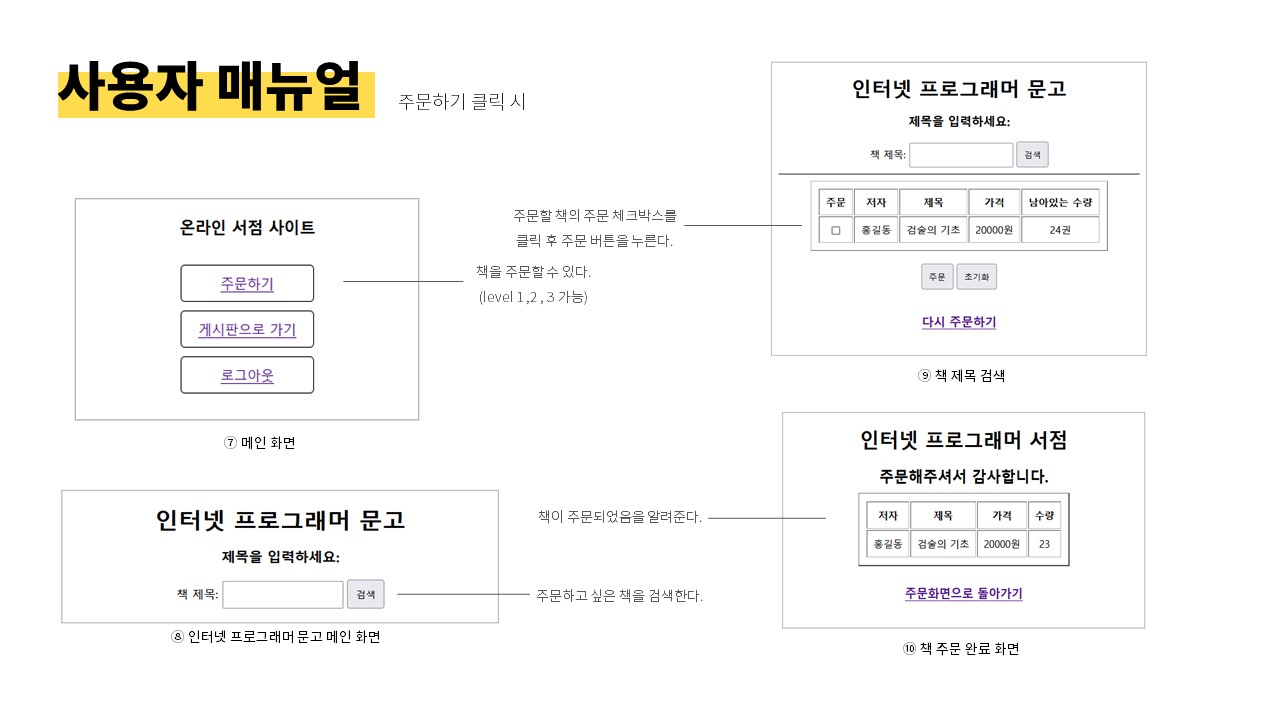 사용자 매뉴얼
주문하기 클릭 시
온라인 서점 사이트
주문하기
게시판으로 가기
로그아웃
⑦ 메인 화면
책을 주문할 수 있다.
(level 1,2 , 3 가능)
인터넷 프로그래머 문고
제목을 입력하세요:
책 제목: 검색
⑧ 인터넷 프로그래머 문고 메인 화면
주문하고 싶은 책을 검색한다.
주문할 책의 주문 체크박스를
클릭 후 주문 버튼을 누른다.
인터넷 프로그래머 문고
제목을 입력하세요:
책 제목: 검색
주문 저자 제목 가격 남아있는 수량
홍길동 검술의 기초 20000원 24권
주문 초기화
다시 주문하기
⑨ 책 제목 검색
책이 주문되었음을 알려준다.
인터넷 프로그래머 서점
주문해주셔서 감사합니다.
저자 제목 가격 수량
홍길동 검술의 기초 20000원 23
주문화면으로 돌아가기
⑩ 책 주문 완료 화면